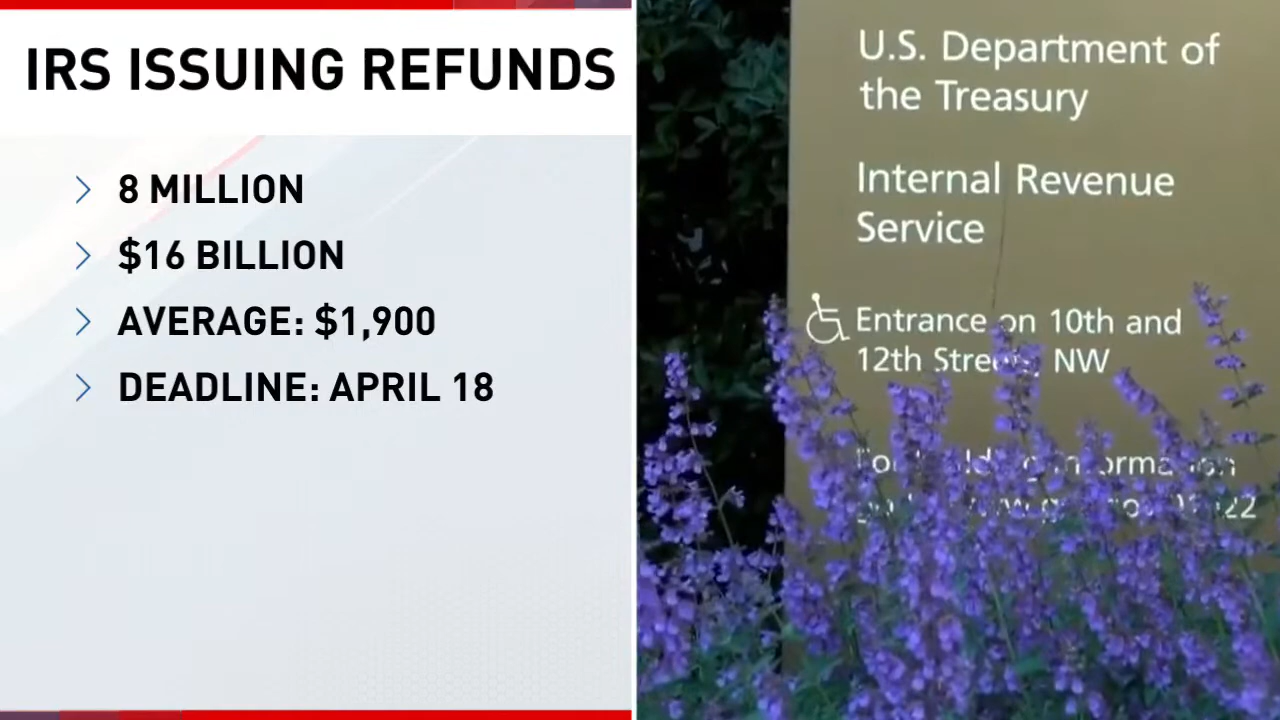 IRS ISSUING REFUNDS
8 MILLION
$16 BILLION
AVERAGE: $1,900
DEADLINE: APRIL 18
U.S. Department of
the Treasury
Internal Revenue
Service
Entrance on 10th and
12th Streets, NW